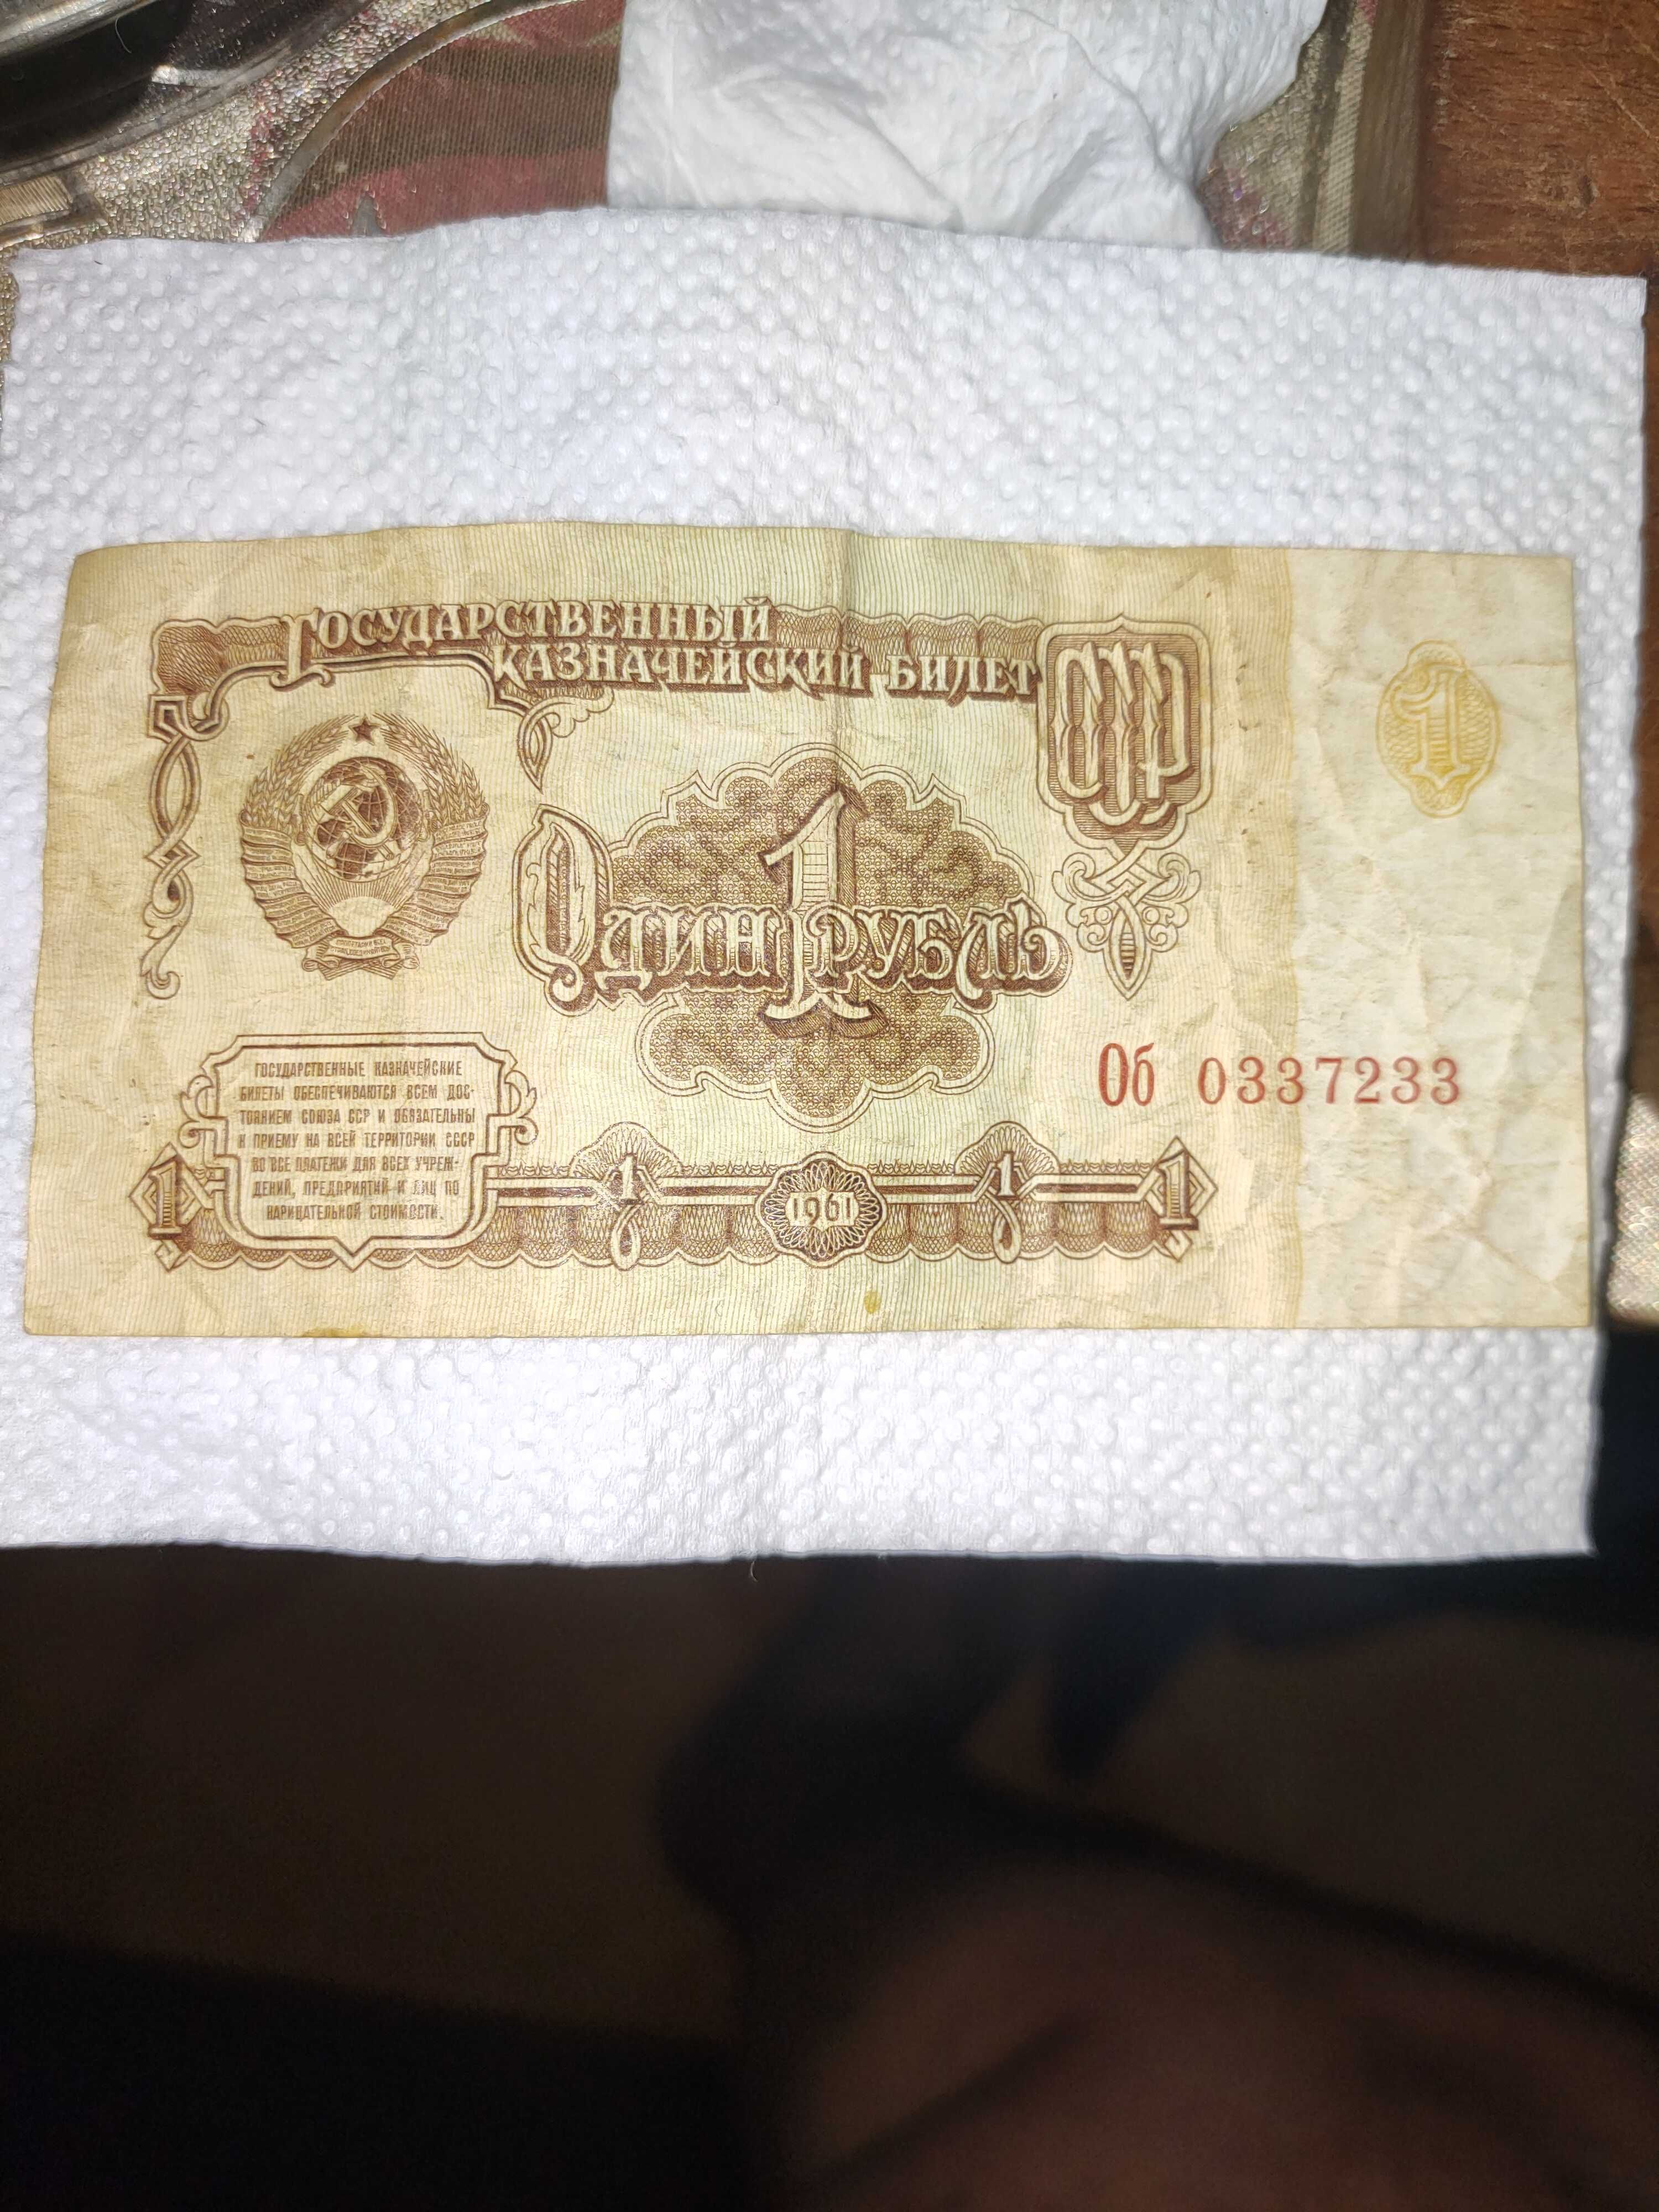 Государственный
казначейский билет
СССР
1
1
Один рубль
Об 0337233
ГОСУДАРСТВЕННЫЕ КАЗНАЧЕЙСКИЕ
БИЛЕТЫ ОБЕСПЕЧИВАЮТСЯ ВСЕМ ДОС-
ТОЯНИЕМ СОЮЗА ССР И ОБЯЗАТЕЛЬНЫ
К ПРИЕМУ НА ВСЕЙ ТЕРРИТОРИИ СССР
ВО ВСЕ ПЛАТЕЖИ ДЛЯ ВСЕХ УЧРЕЖ-
ДЕНИЙ, ПРЕДПРИЯТИЙ И ЛИЦ ПО
НАРИЦАТЕЛЬНОЙ СТОИМОСТИ.
1 1 1961 1 1